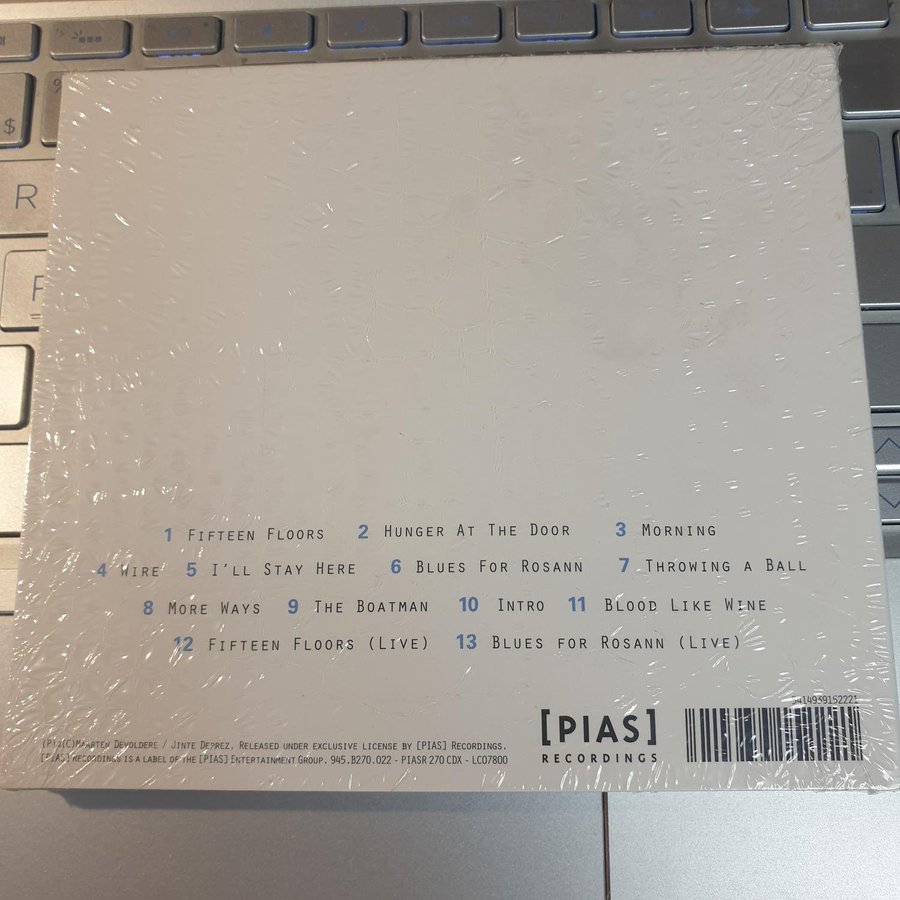 $
R
1 FIFTEEN FLOORS 2 HUNGER AT THE DOOR 3 MORNING
4 WIRE 5 I'LL STAY HERE 6 BLUES FOR ROSANN 7 THROWING A BALL
8 MORE WAYS 9 THE BOATMAN 10 INTRO 11 BLOOD LIKE WINE
12 FIFTEEN FLOORS (LIVE) 13 BLUES FOR ROSANN (LIVE)
5414939152221
[PIAS]
RECORDINGS
(P)&(C)MAARTEN DEVOLDERE / JINTE DEPREZ. RELEASED UNDER EXCLUSIVE LICENSE BY [PIAS] RECORDINGS.
[PIAS] RECORDINGS IS A LABEL OF THE [PIAS] ENTERTAINMENT GROUP. 945.B270.022 - PIASR 270 CDX - LC07800